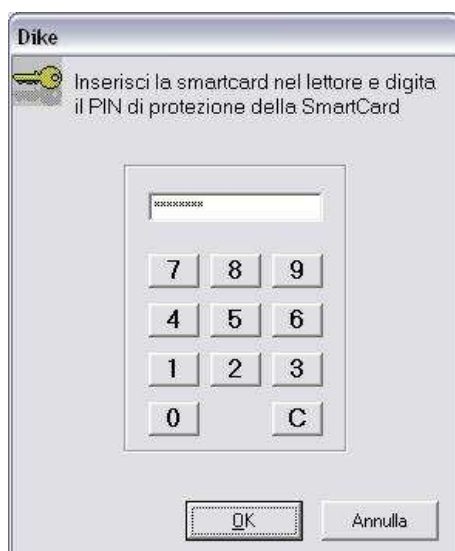 Dike
Inserisci la smartcard nel lettore e digita
il PIN di protezione della SmartCard
********
7 8 9
4 5 6
1 2 3
0 C
OK Annulla